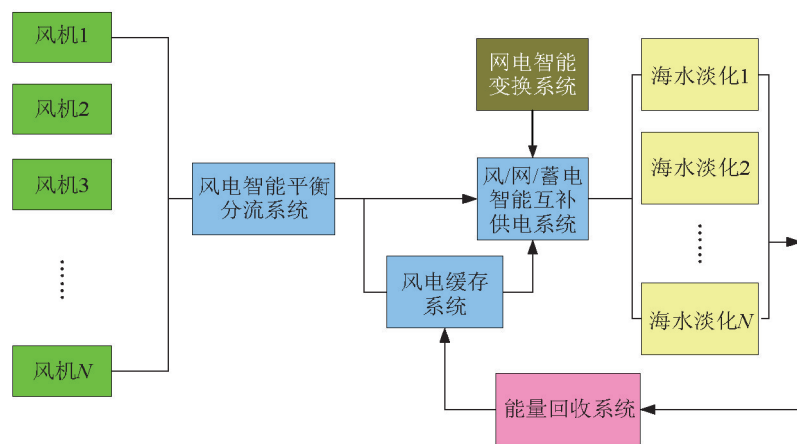 风机1
风机2
风机3
……
风机N
风电智能平衡
分流系统
网电智能
变换系统
风/网/蓄电
智能互补
供电系统
风电缓存
系统
能量回收系统
海水淡化1
海水淡化2
……
海水淡化N